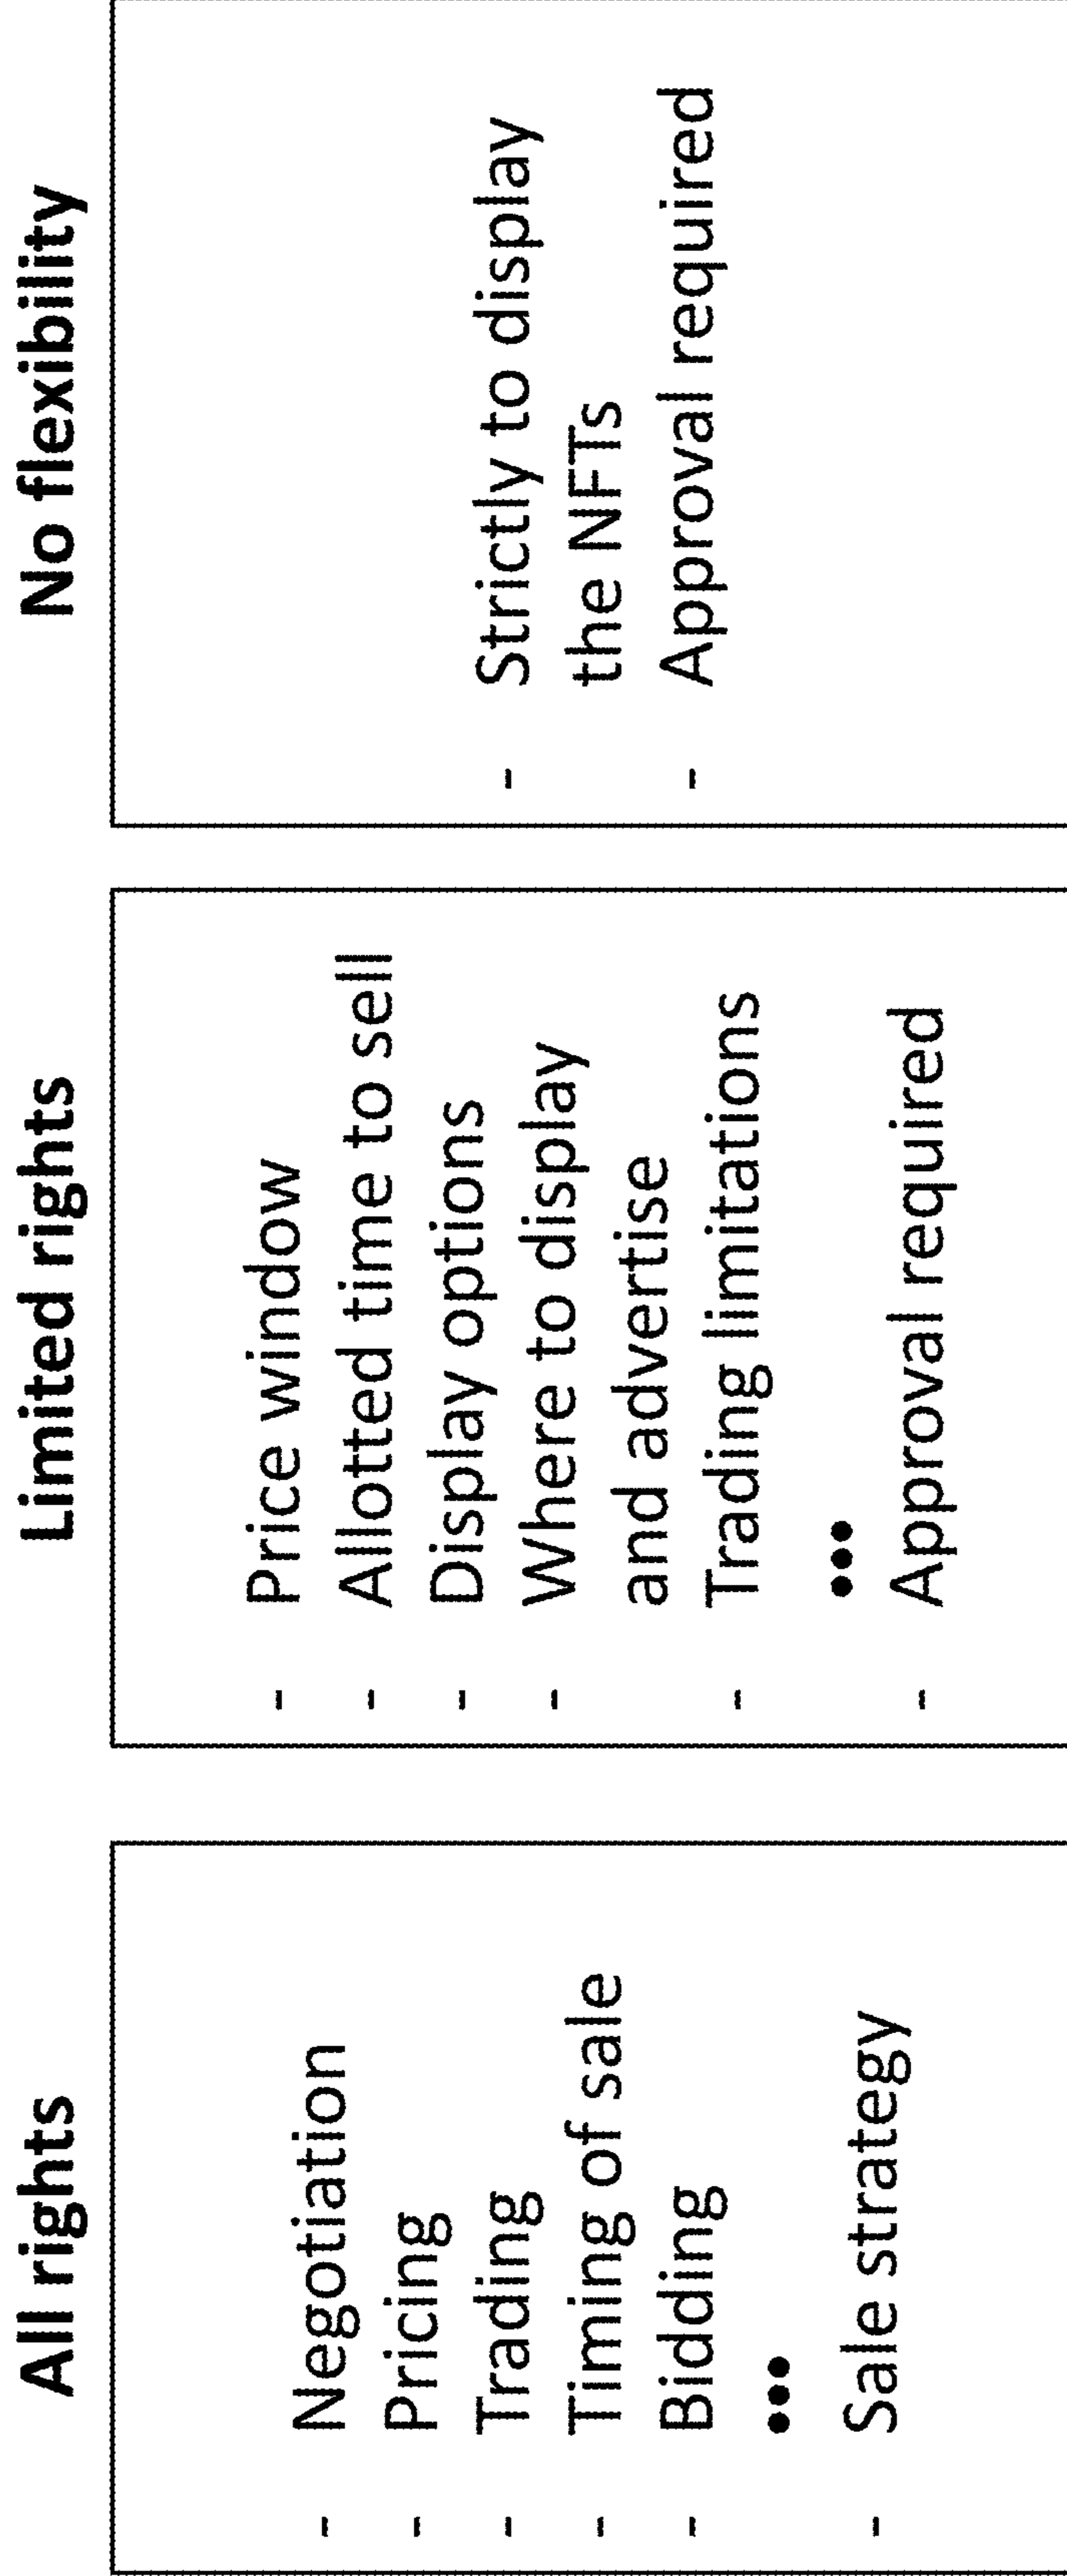 All rights
- Negotiation
- Pricing
- Trading
- Timing of sale
- Bidding
•••
- Sale strategy
Limited rights
- Price window
- Allotted time to sell
- Display options
- Where to display
and advertise
- Trading limitations
•••
- Approval required
No flexibility
- Strictly to display
the NFTs
- Approval required